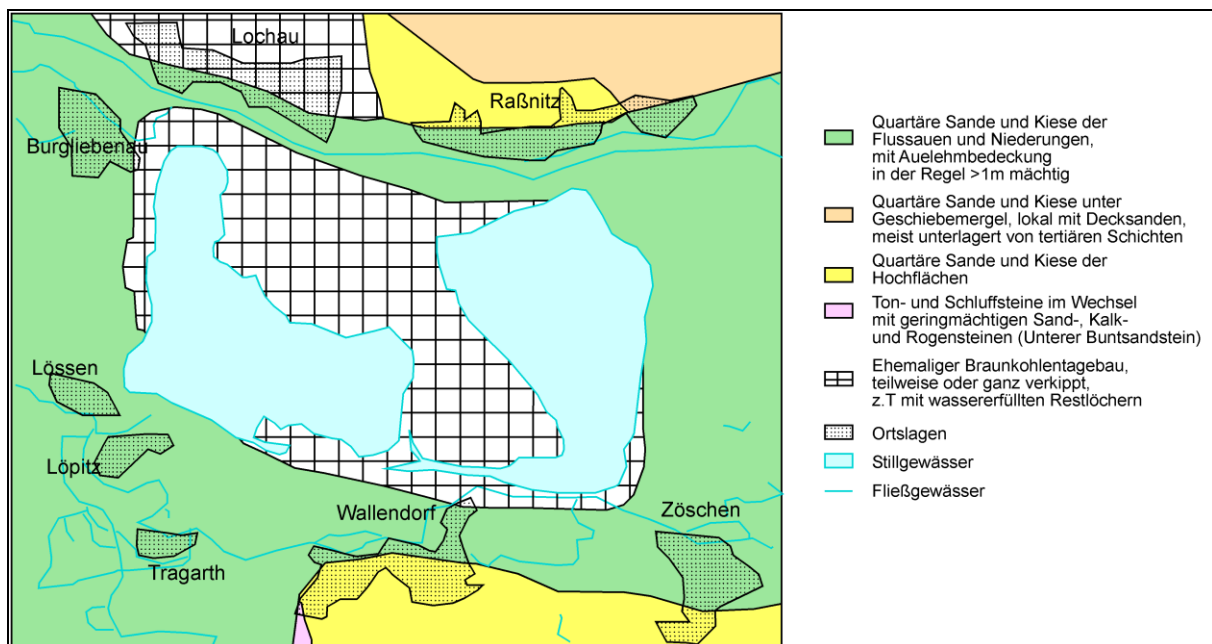 Lochau
Raßnitz
Burgliebenau
Lössen
Löpitz
Wallendorf
Zöschen
Tragarth
Quartäre Sande und Kiese der
Flussauen und Niederungen,
mit Auelehmbedeckung
in der Regel >1m mächtig
Quartäre Sande und Kiese unter
Geschiebemergel, lokal mit Decksanden,
meist unterlagert von tertiären Schichten
Quartäre Sande und Kiese der
Hochflächen
Ton- und Schluffsteine im Wechsel
mit geringmächtigen Sand-, Kalk-
und Rogensteinen (Unterer Buntsandstein)
Ehemaliger Braunkohlentagebau,
teilweise oder ganz verkippt,
z.T mit wassererfüllten Restlöchern
Ortslagen
Stillgewässer
Fließgewässer